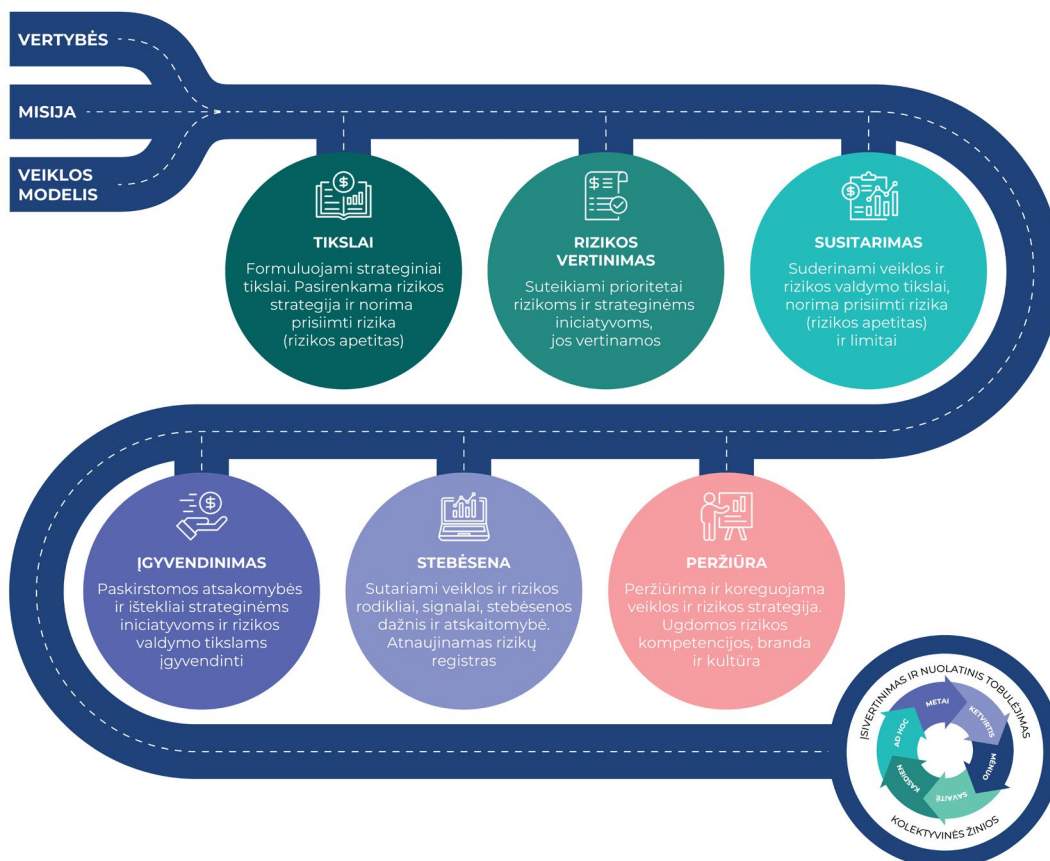 VERTYBĖS
MISIJA
VEIKLOS
MODELIS
TIKSLAI
Formuluojami strateginiai
tikslai. Pasirenkama rizikos
strategija ir norima
prisiimti rizika
(rizikos apetitas)
RIZIKOS
VERTINIMAS
Suteikiami prioritetai
rizikoms ir strateginėms
iniciatyvoms,
jos vertinamos
SUSITARIMAS
Suderinami veiklos ir
rizikos valdymo tikslai,
norima prisiimti rizika
(rizikos apetitas)
ir limitai
ĮGYVENDINIMAS
Paskirstomos atsakomybės
ir ištekliai strateginėms
iniciatyvoms ir rizikos
valdymo tikslams
įgyvendinti
STEBĖSENA
Sutariami veiklos ir rizikos
rodikliai, signalai, stebėsenos
dažnis ir atskaitomybė.
Atnaujinamas rizikų
registras
PERŽIŪRA
Peržiūrima ir koreguojama
veiklos ir rizikos strategija.
Ugdomos rizikos
kompetencijos, branda
ir kultūra
ĮSIVERTINIMAS IR NUOLATINIS TOBULĖJIMAS
METAI
KETVIRTIS
MĖNUO
SAVAITĖ
KASDIEN
AD HOC
KOLEKTYVINĖS ŽINIOS